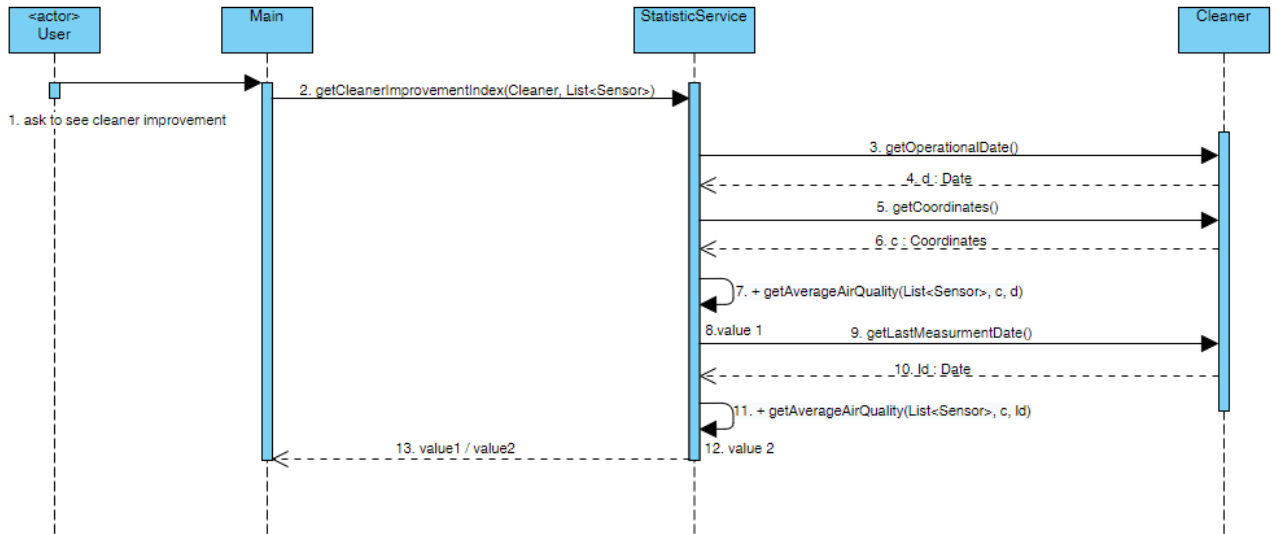 <actor>
User
Main
StatisticService
Cleaner
1. ask to see cleaner improvement
2. getCleanerImprovementIndex(Cleaner, List<Sensor>)
3. getOperationalDate()
4. d : Date
5. getCoordinates()
6. c : Coordinates
7. + getAverageAirQuality(List<Sensor>, c, d)
8.value 1
9. getLastMeasurmentDate()
10. ld : Date
11. + getAverageAirQuality(List<Sensor>, c, ld)
12. value 2
13. value1 / value2